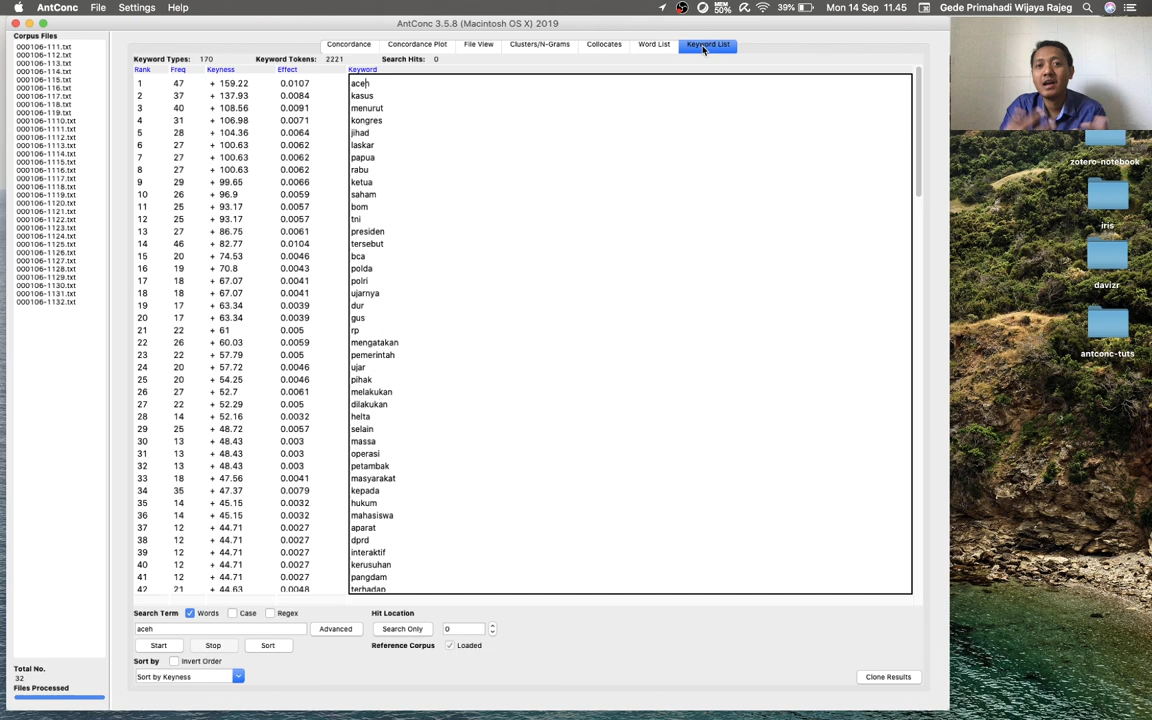 AntConc File Settings Help MEM 50% 39% Mon 14 Sep 11.45 Gede Primahadi Wijaya Rajeg
AntConc 3.5.8 (Macintosh OS X) 2019
Corpus Files
000106-111.txt
000106-112.txt
000106-113.txt
000106-114.txt
000106-115.txt
000106-116.txt
000106-117.txt
000106-118.txt
000106-119.txt
000106-1110.txt
000106-1111.txt
000106-1112.txt
000106-1113.txt
000106-1114.txt
000106-1115.txt
000106-1116.txt
000106-1117.txt
000106-1118.txt
000106-1119.txt
000106-1120.txt
000106-1121.txt
000106-1122.txt
000106-1123.txt
000106-1124.txt
000106-1125.txt
000106-1126.txt
000106-1127.txt
000106-1128.txt
000106-1129.txt
000106-1130.txt
000106-1131.txt
000106-1132.txt
Total No.
32
Files Processed
Concordance Concordance Plot File View Clusters/N-Grams Collocates Word List Keyword List
Keyword Types: 170 Keyword Tokens: 2221 Search Hits: 0
Rank Freq Keyness Effect Keyword
1 47 + 159.22 0.0107 aceh
2 37 + 137.93 0.0084 kasus
3 40 + 108.56 0.0091 menurut
4 31 + 106.98 0.0071 kongres
5 28 + 104.36 0.0064 jihad
6 27 + 100.63 0.0062 laskar
7 27 + 100.63 0.0062 papua
8 27 + 100.63 0.0062 rabu
9 29 + 99.65 0.0066 ketua
10 26 + 96.9 0.0059 saham
11 25 + 93.17 0.0057 bom
12 25 + 93.17 0.0057 tni
13 27 + 86.75 0.0061 presiden
14 46 + 82.77 0.0104 tersebut
15 20 + 74.53 0.0046 bca
16 19 + 70.8 0.0043 polda
17 18 + 67.07 0.0041 polri
18 18 + 67.07 0.0041 ujarnya
19 17 + 63.34 0.0039 dur
20 17 + 63.34 0.0039 gus
21 22 + 61 0.005 rp
22 26 + 60.03 0.0059 mengatakan
23 22 + 57.79 0.005 pemerintah
24 20 + 57.72 0.0046 ujar
25 20 + 54.25 0.0046 pihak
26 27 + 52.7 0.0061 melakukan
27 22 + 52.29 0.005 dilakukan
28 14 + 52.16 0.0032 helta
29 25 + 48.72 0.0057 selain
30 13 + 48.43 0.003 massa
31 13 + 48.43 0.003 operasi
32 13 + 48.43 0.003 petambak
33 18 + 47.56 0.0041 masyarakat
34 35 + 47.37 0.0079 kepada
35 14 + 45.15 0.0032 hukum
36 14 + 45.15 0.0032 mahasiswa
37 12 + 44.71 0.0027 aparat
38 12 + 44.71 0.0027 dprd
39 12 + 44.71 0.0027 interaktif
40 12 + 44.71 0.0027 kerusuhan
41 12 + 44.71 0.0027 pangdam
42 21 + 44.63 0.0048 terhadap
Search Term Words Case Regex Hit Location
aceh Advanced Search Only 0
Start Stop Sort Reference Corpus Loaded
Sort by Invert Order
Sort by Keyness Clone Results
zotero-notebook
iris
davizr
antconc-tuts